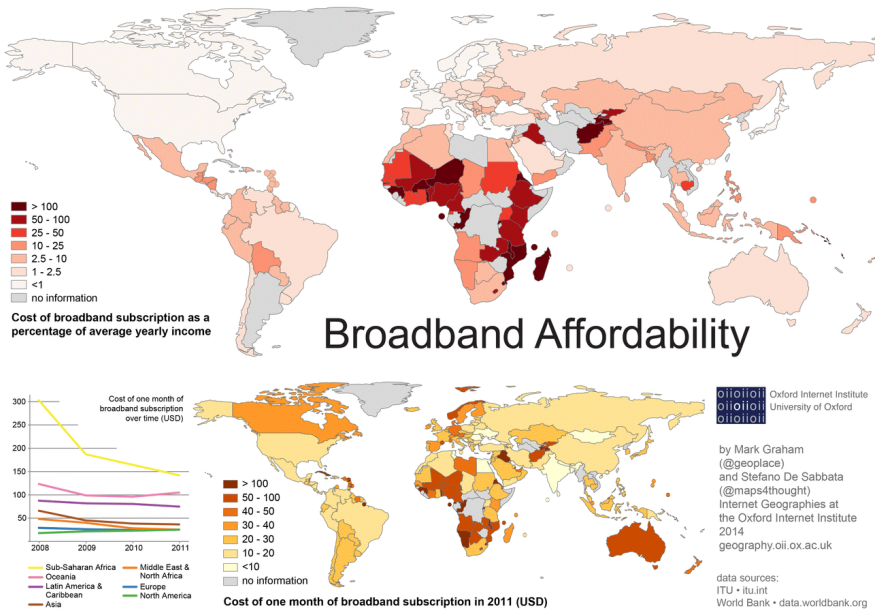 > 100
50 - 100
25 - 50
10 - 25
2.5 - 10
1 - 2.5
<1
no information
Cost of broadband subscription as a
percentage of average yearly income
Broadband Affordability
Cost of one month of
broadband subscription
over time (USD)
300
250
200
150
100
50
2008
2009
2010
2011
Sub-Saharan Africa
Oceania
Latin America &
Caribbean
Asia
Middle East &
North Africa
Europe
North America
> 100
50 - 100
40 - 50
30 - 40
20 - 30
10 - 20
<10
no information
Cost of one month of broadband subscription in 2011 (USD)
oiioiioii
oiioiioii
oiioiioii
oiioiioii
Oxford Internet Institute
University of Oxford
by Mark Graham
(@geoplace)
and Stefano De Sabbata
(@maps4thought)
Internet Geographies at
the Oxford Internet Institute
2014
geography.oii.ox.ac.uk
data sources:
ITU • itu.int
World Bank • data.worldbank.org